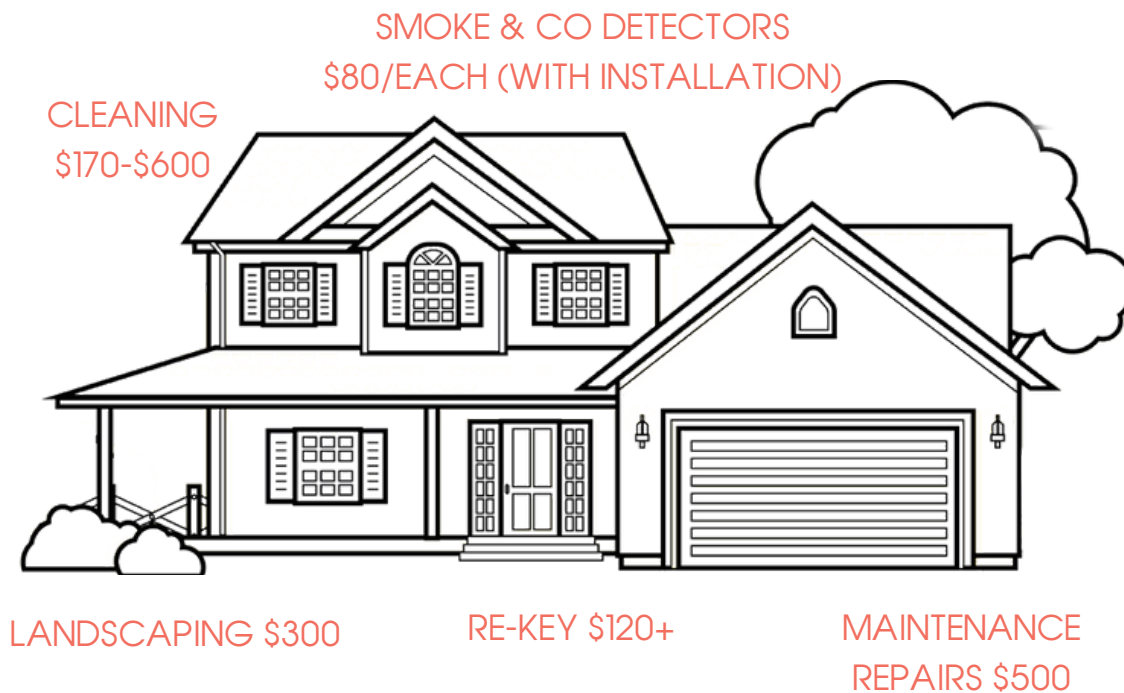 SMOKE & CO DETECTORS
$80/EACH (WITH INSTALLATION)
CLEANING
$170-$600
LANDSCAPING $300
RE-KEY $120+
MAINTENANCE
REPAIRS $500